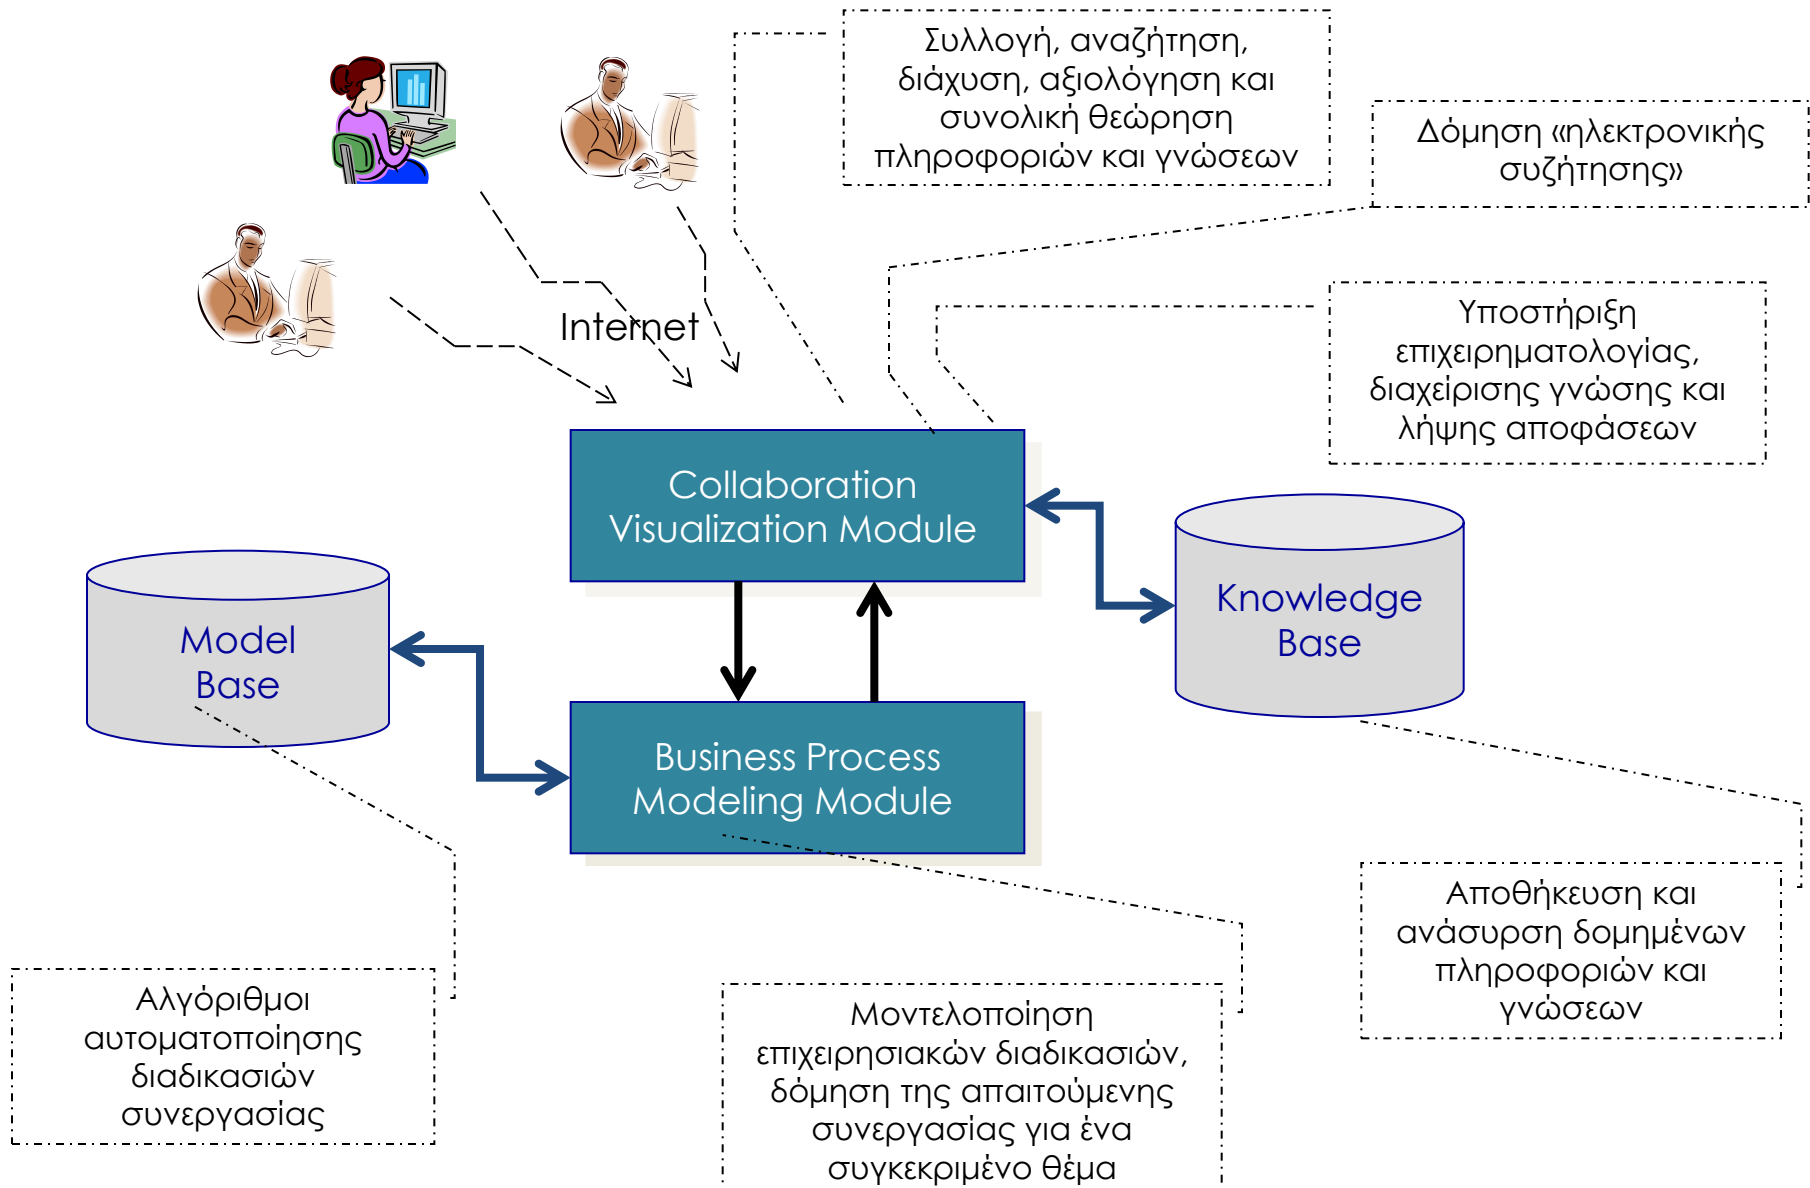 Συλλογή, αναζήτηση,
διάχυση, αξιολόγηση και
συνολική θεώρηση
πληροφοριών και γνώσεων
Δόμηση «ηλεκτρονικής
συζήτησης»
Internet
Υποστήριξη
επιχειρηματολογίας,
διαχείρισης γνώσης και
λήψης αποφάσεων
Collaboration
Visualization Module
Knowledge
Base
Model
Base
Business Process
Modeling Module
Αποθήκευση και
ανάσυρση δομημένων
πληροφοριών και
γνώσεων
Αλγόριθμοι
αυτοματοποίησης
διαδικασιών
συνεργασίας
Μοντελοποίηση
επιχειρησιακών διαδικασιών,
δόμηση της απαιτούμενης
συνεργασίας για ένα
συγκεκριμένο θέμα